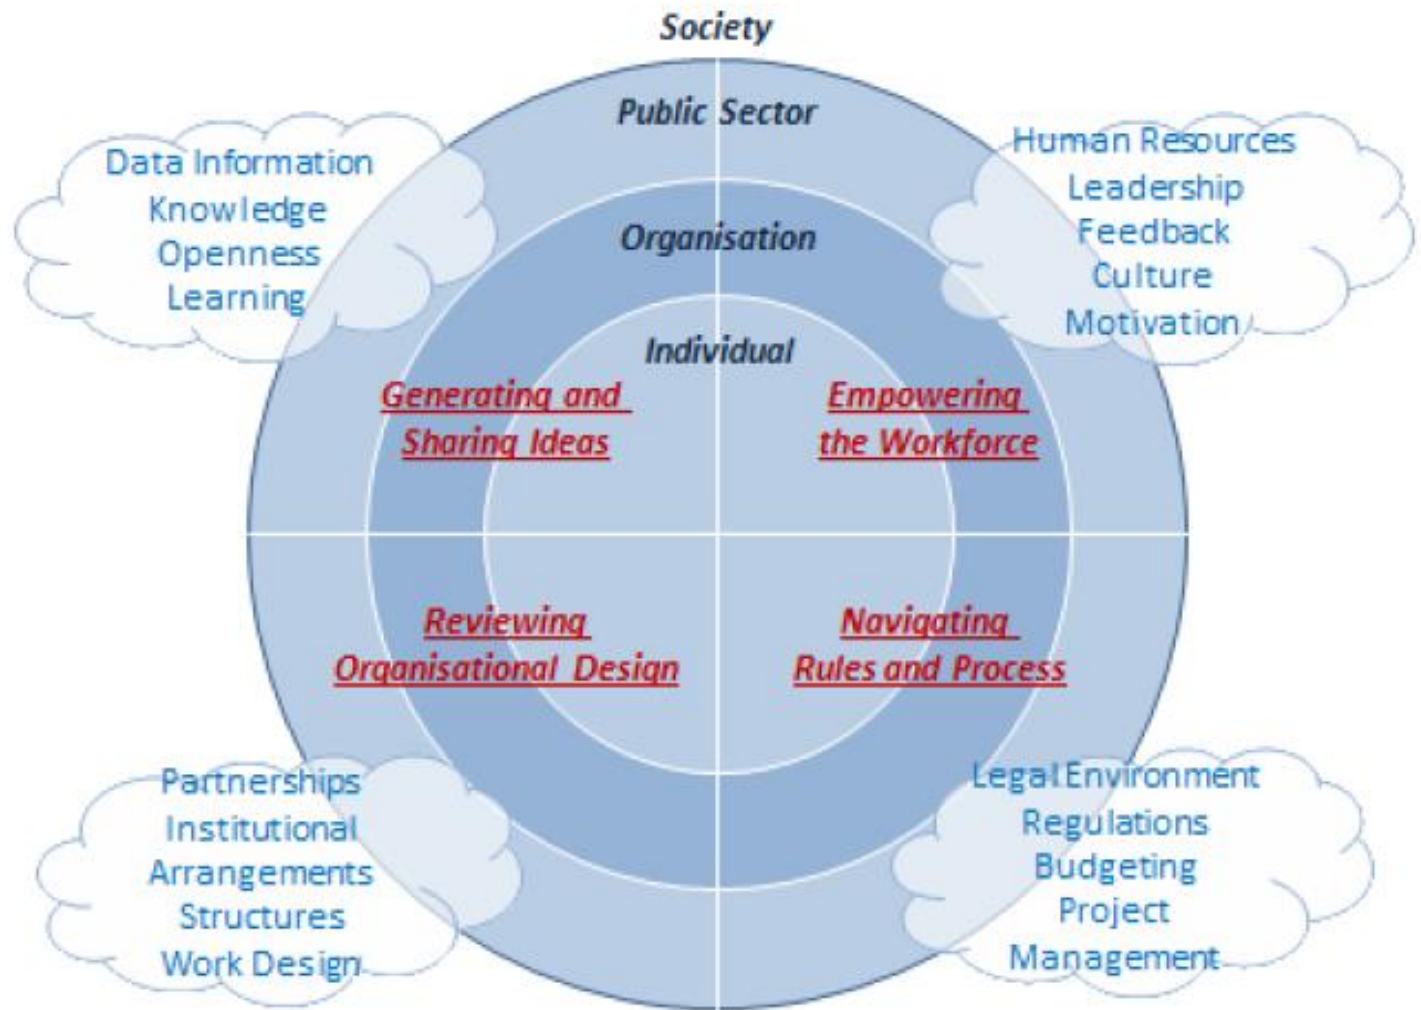 Society
Public Sector
Organisation
Individual
Data Information
Knowledge
Openness
Learning
Human Resources
Leadership
Feedback
Culture
Motivation
Generating and
Sharing Ideas
Empowering
the Workforce
Reviewing
Organisational Design
Navigating
Rules and Process
Partnerships
Institutional
Arrangements
Structures
Work Design
Legal Environment
Regulations
Budgeting
Project
Management